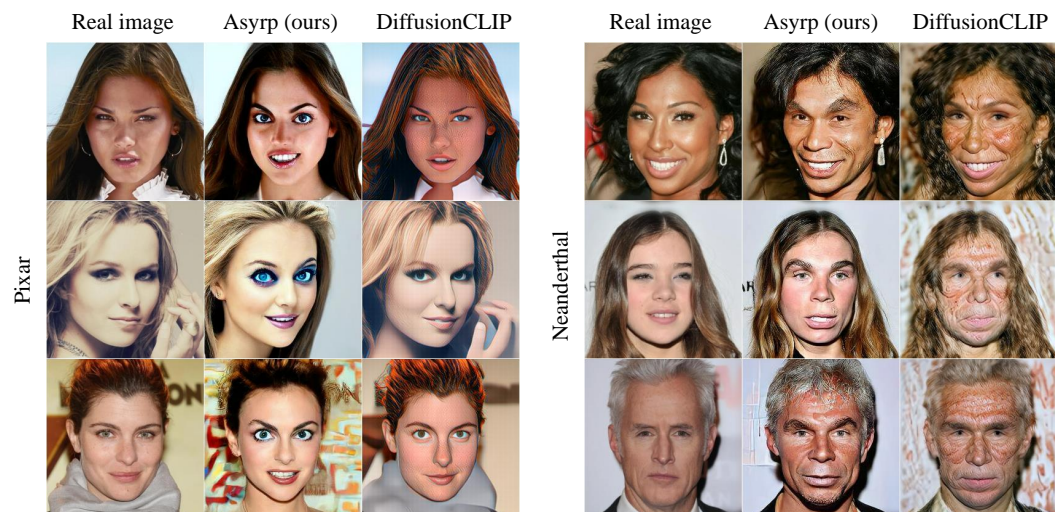 Real image Asyrp (ours) DiffusionCLIP Real image Asyrp (ours) DiffusionCLIP
Pixar
Neanderthal